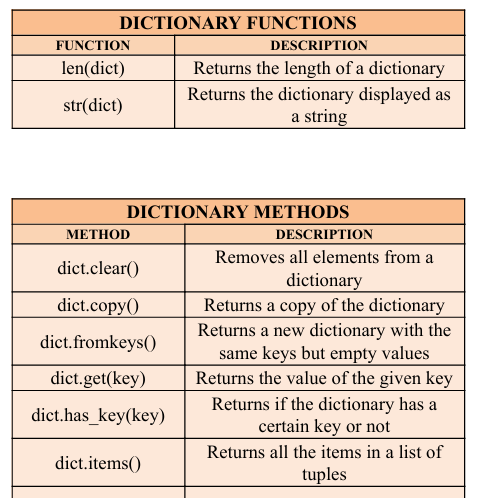 DICTIONARY FUNCTIONS
FUNCTION DESCRIPTION
len(dict) Returns the length of a dictionary
str(dict) Returns the dictionary displayed as
a string
DICTIONARY METHODS
METHOD DESCRIPTION
dict.clear() Removes all elements from a
dictionary
dict.copy() Returns a copy of the dictionary
dict.fromkeys() Returns a new dictionary with the
same keys but empty values
dict.get(key) Returns the value of the given key
dict.has_key(key) Returns if the dictionary has a
certain key or not
dict.items() Returns all the items in a list of
tuples